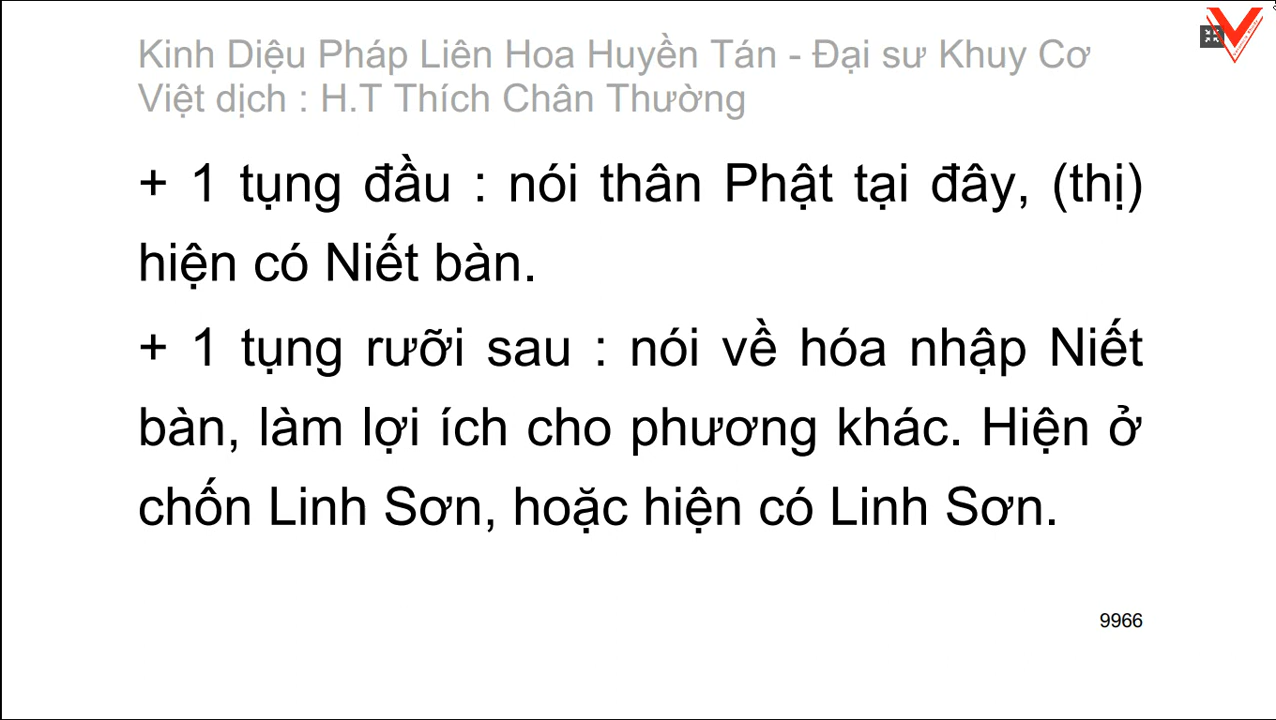 Kinh Diệu Pháp Liên Hoa Huyền Tán - Đại sư Khuy Cơ
Việt dịch : H.T Thích Chân Thường
+ 1 tụng đầu : nói thân Phật tại đây, (thị)
hiện có Niết bàn.
+ 1 tụng rưỡi sau : nói về hóa nhập Niết
bàn, làm lợi ích cho phương khác. Hiện ở
chốn Linh Sơn, hoặc hiện có Linh Sơn.
9966